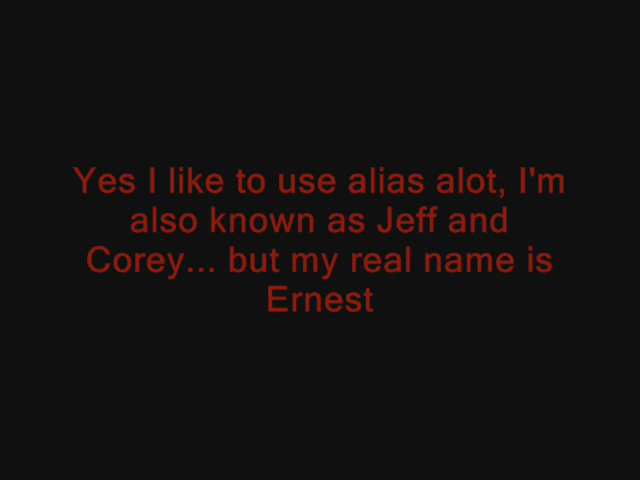 Yes I like to use alias alot, I'm
also known as Jeff and
Corey... but my real name is
Ernest